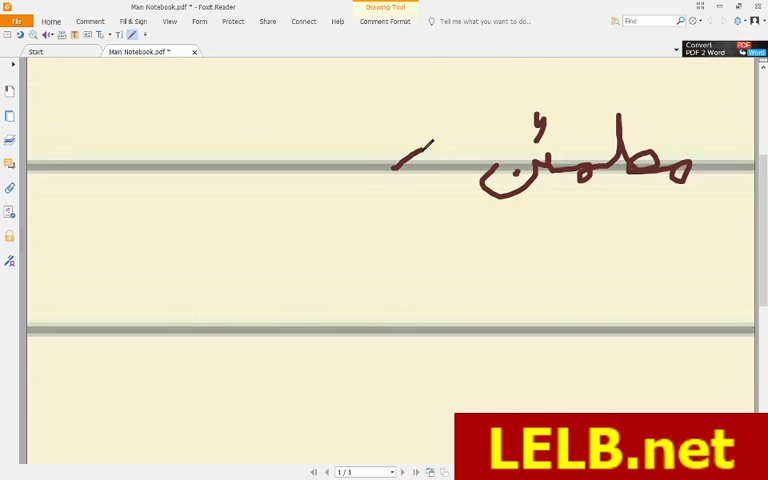 Main Notebook.pdf * - Foxit Reader
Drawing Tool
File Home Comment Fill & Sign View Form Protect Share Connect Help Comment Format Tell me what you want to do.. Find
Start Main Notebook.pdf * ×
Convert PDF
PDF 2 Word Word
مطمئن
1 / 1
LELB.net